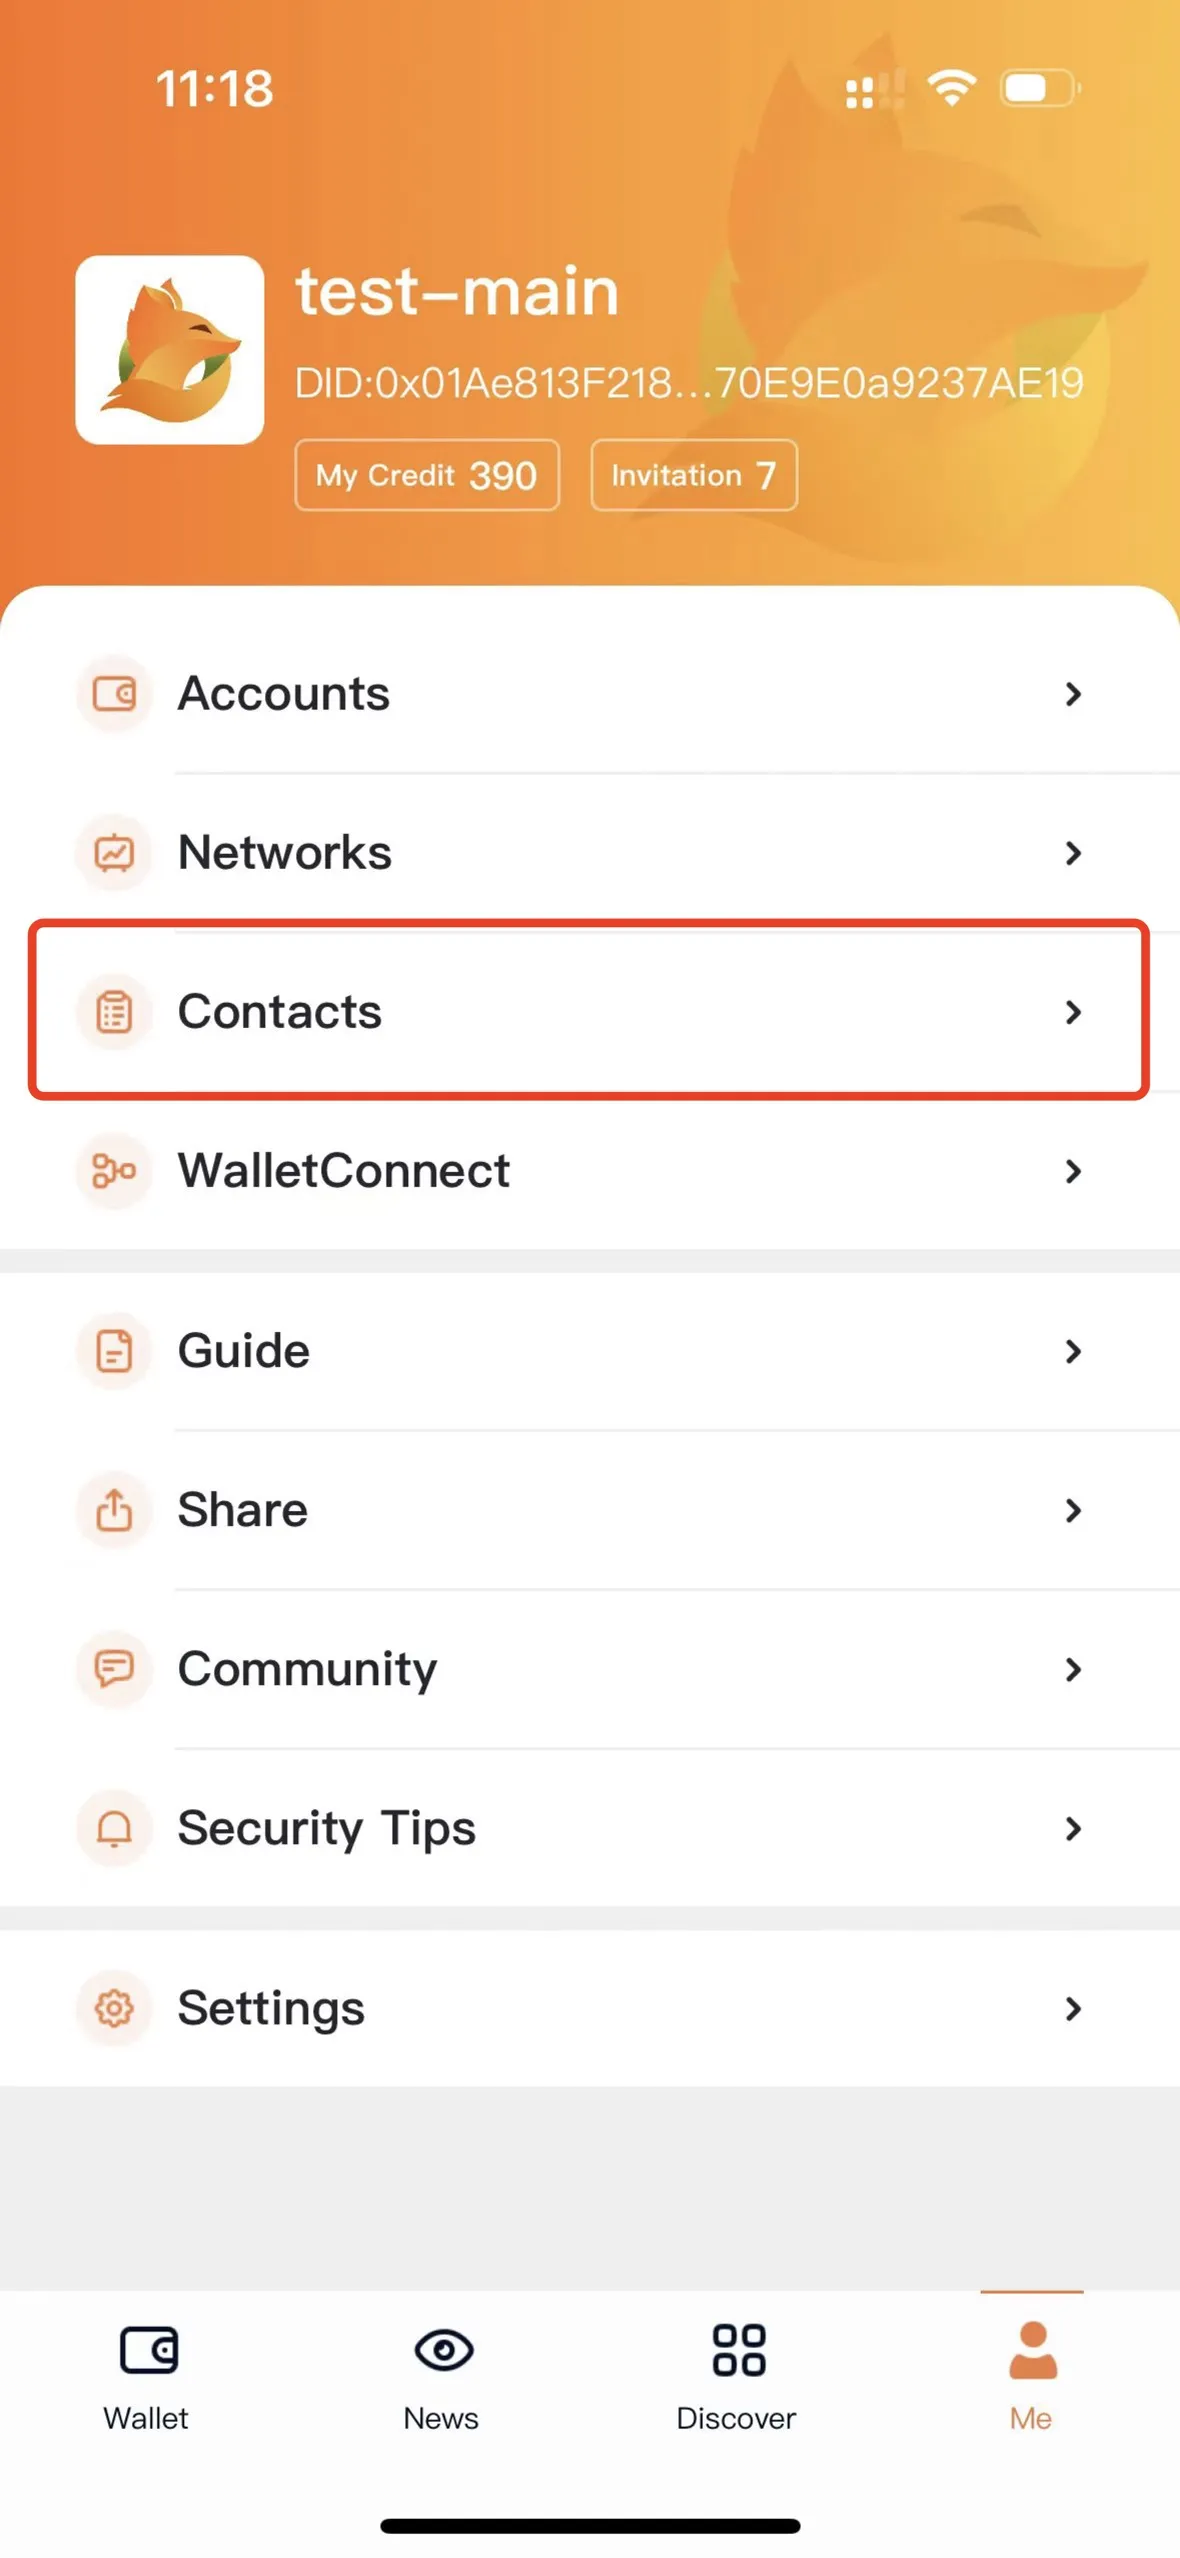 11:18
test-main
DID:0x01Ae813F218...70E9E0a9237AE19
My Credit 390
Invitation 7
Accounts
Networks
Contacts
WalletConnect
Guide
Share
Community
Security Tips
Settings
Wallet
News
Discover
Me